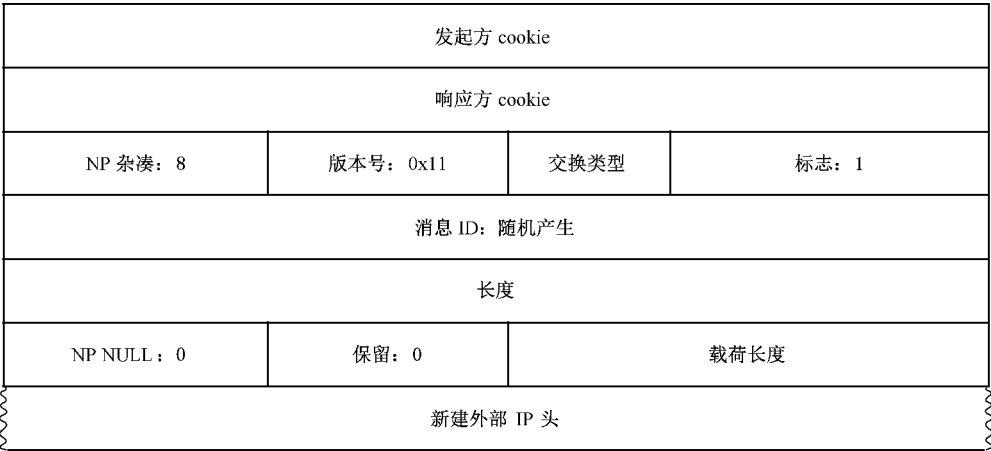 发起方 cookie
响应方 cookie
NP 杂凑：8 版本号：0x11 交换类型 标志：1
消息 ID：随机产生
长度
NP NULL：0 保留：0 载荷长度
新建外部 IP 头